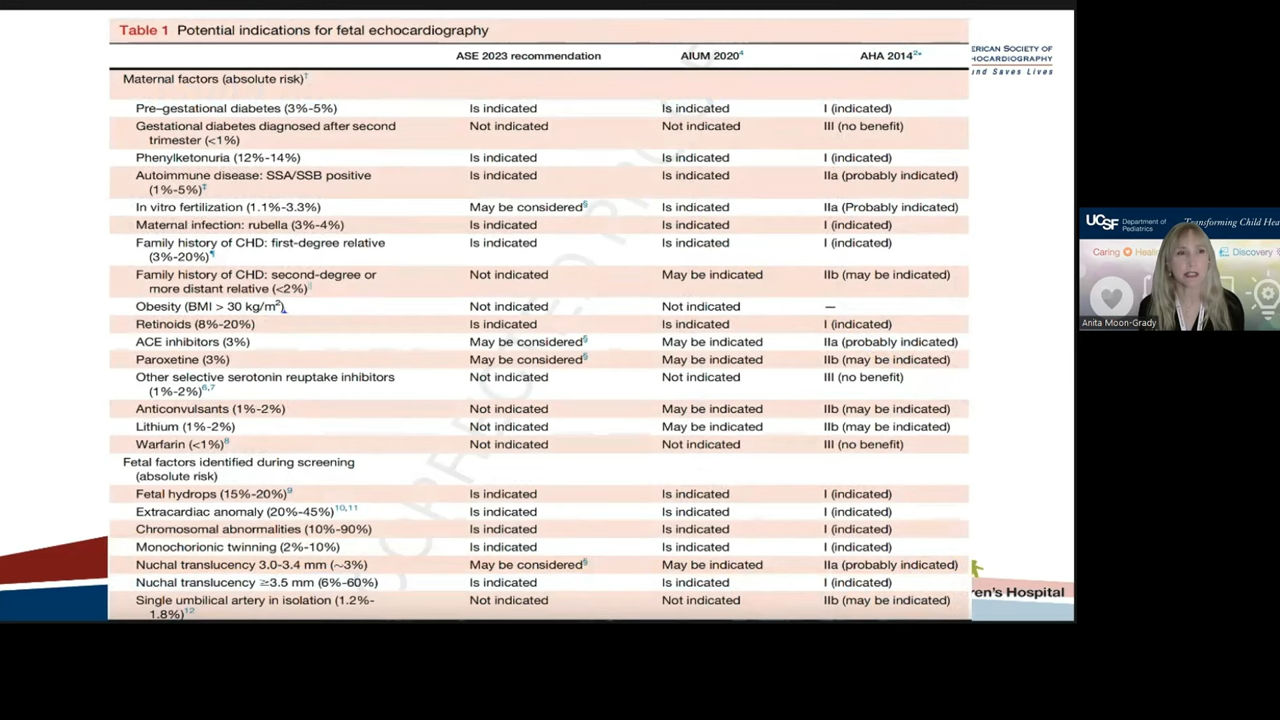 Table 1 Potential indications for fetal echocardiography
ASE 2023 recommendation AIUM 2020⁴ AHA 2014²*
ERICAN SOCIETY OF
HOCARDIOGRAPHY
und Saves Lives
Maternal factors (absolute risk)†
Pre–gestational diabetes (3%-5%) Is indicated Is indicated I (indicated)
Gestational diabetes diagnosed after second Not indicated Not indicated III (no benefit)
trimester (<1%)
Phenylketonuria (12%-14%) Is indicated Is indicated I (indicated)
Autoimmune disease: SSA/SSB positive Is indicated Is indicated IIa (probably indicated)
(1%-5%)‡
In vitro fertilization (1.1%-3.3%) May be considered§ Is indicated IIa (Probably indicated)
Maternal infection: rubella (3%-4%) Is indicated Is indicated I (indicated)
Family history of CHD: first-degree relative Is indicated Is indicated I (indicated)
(3%-20%)¶
Family history of CHD: second-degree or Not indicated May be indicated IIb (may be indicated)
more distant relative (<2%)||
Obesity (BMI > 30 kg/m²) Not indicated Not indicated —
Retinoids (8%-20%) Is indicated Is indicated I (indicated)
ACE inhibitors (3%) May be considered§ May be indicated IIa (probably indicated)
Paroxetine (3%) May be considered§ May be indicated IIb (may be indicated)
Other selective serotonin reuptake inhibitors Not indicated Not indicated III (no benefit)
(1%-2%)⁶,⁷
Anticonvulsants (1%-2%) Not indicated May be indicated IIb (may be indicated)
Lithium (1%-2%) Not indicated May be indicated IIb (may be indicated)
Warfarin (<1%)⁸ Not indicated Not indicated III (no benefit)
Fetal factors identified during screening
(absolute risk)
Fetal hydrops (15%-20%)⁹ Is indicated Is indicated I (indicated)
Extracardiac anomaly (20%-45%)¹⁰,¹¹ Is indicated Is indicated I (indicated)
Chromosomal abnormalities (10%-90%) Is indicated Is indicated I (indicated)
Monochorionic twinning (2%-10%) Is indicated Is indicated I (indicated)
Nuchal translucency 3.0-3.4 mm (~3%) May be considered§ May be indicated IIa (probably indicated)
Nuchal translucency ≥3.5 mm (6%-60%) Is indicated Is indicated I (indicated)
Single umbilical artery in isolation (1.2%- Not indicated Not indicated IIb (may be indicated)
1.8%)¹²
ren's Hospital
UCSF Department of
Pediatrics
Transforming Child Hea
Caring Healin Discovery
Anita Moon-Grady